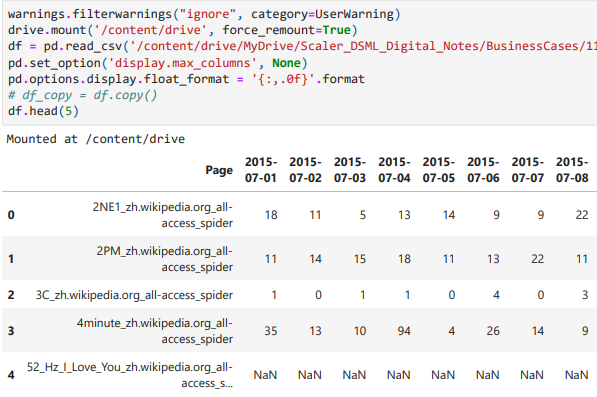 warnings.filterwarnings("ignore", category=UserWarning)
drive.mount('/content/drive', force_remount=True)
df = pd.read_csv('/content/drive/MyDrive/Scaler_DSML_Digital_Notes/BusinessCases/11
pd.set_option('display.max_columns', None)
pd.options.display.float_format = '{:,.0f}'.format
# df_copy = df.copy()
df.head(5)
Mounted at /content/drive
Page 2015-07-01 2015-07-02 2015-07-03 2015-07-04 2015-07-05 2015-07-06 2015-07-07 2015-07-08
0 2NE1_zh.wikipedia.org_all-access_spider 18 11 5 13 14 9 9 22
1 2PM_zh.wikipedia.org_all-access_spider 11 14 15 18 11 13 22 11
2 3C_zh.wikipedia.org_all-access_spider 1 0 1 1 0 4 0 3
3 4minute_zh.wikipedia.org_all-access_spider 35 13 10 94 4 26 14 9
4 52_Hz_I_Love_You_zh.wikipedia.org_all-access_s... NaN NaN NaN NaN NaN NaN NaN NaN